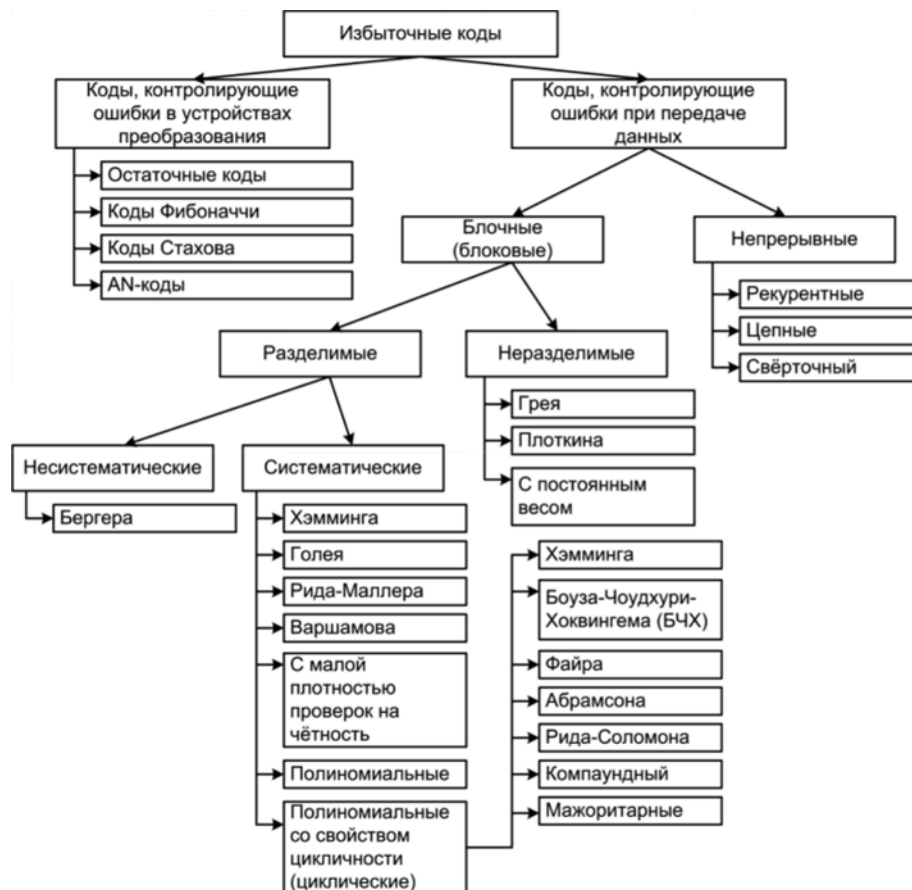 Избыточные коды
Коды, контролирующие
ошибки в устройствах
преобразования
Коды, контролирующие
ошибки при передаче
данных
Остаточные коды
Коды Фибоначчи
Коды Стахова
AN-коды
Блочные
(блоковые)
Непрерывные
Рекурентные
Цепные
Свёрточный
Разделимые
Неразделимые
Грея
Плоткина
С постоянным
весом
Несистематические
Бергера
Систематические
Хэмминга
Голея
Рида-Маллера
Варшамова
С малой
плотностью
проверок на
чётность
Полиномиальные
Полиномиальные
со свойством
цикличности
(циклические)
Хэмминга
Боуза-Чоудхури-
Хоквингема (БЧХ)
Файра
Абрамсона
Рида-Соломона
Компаундный
Мажоритарные